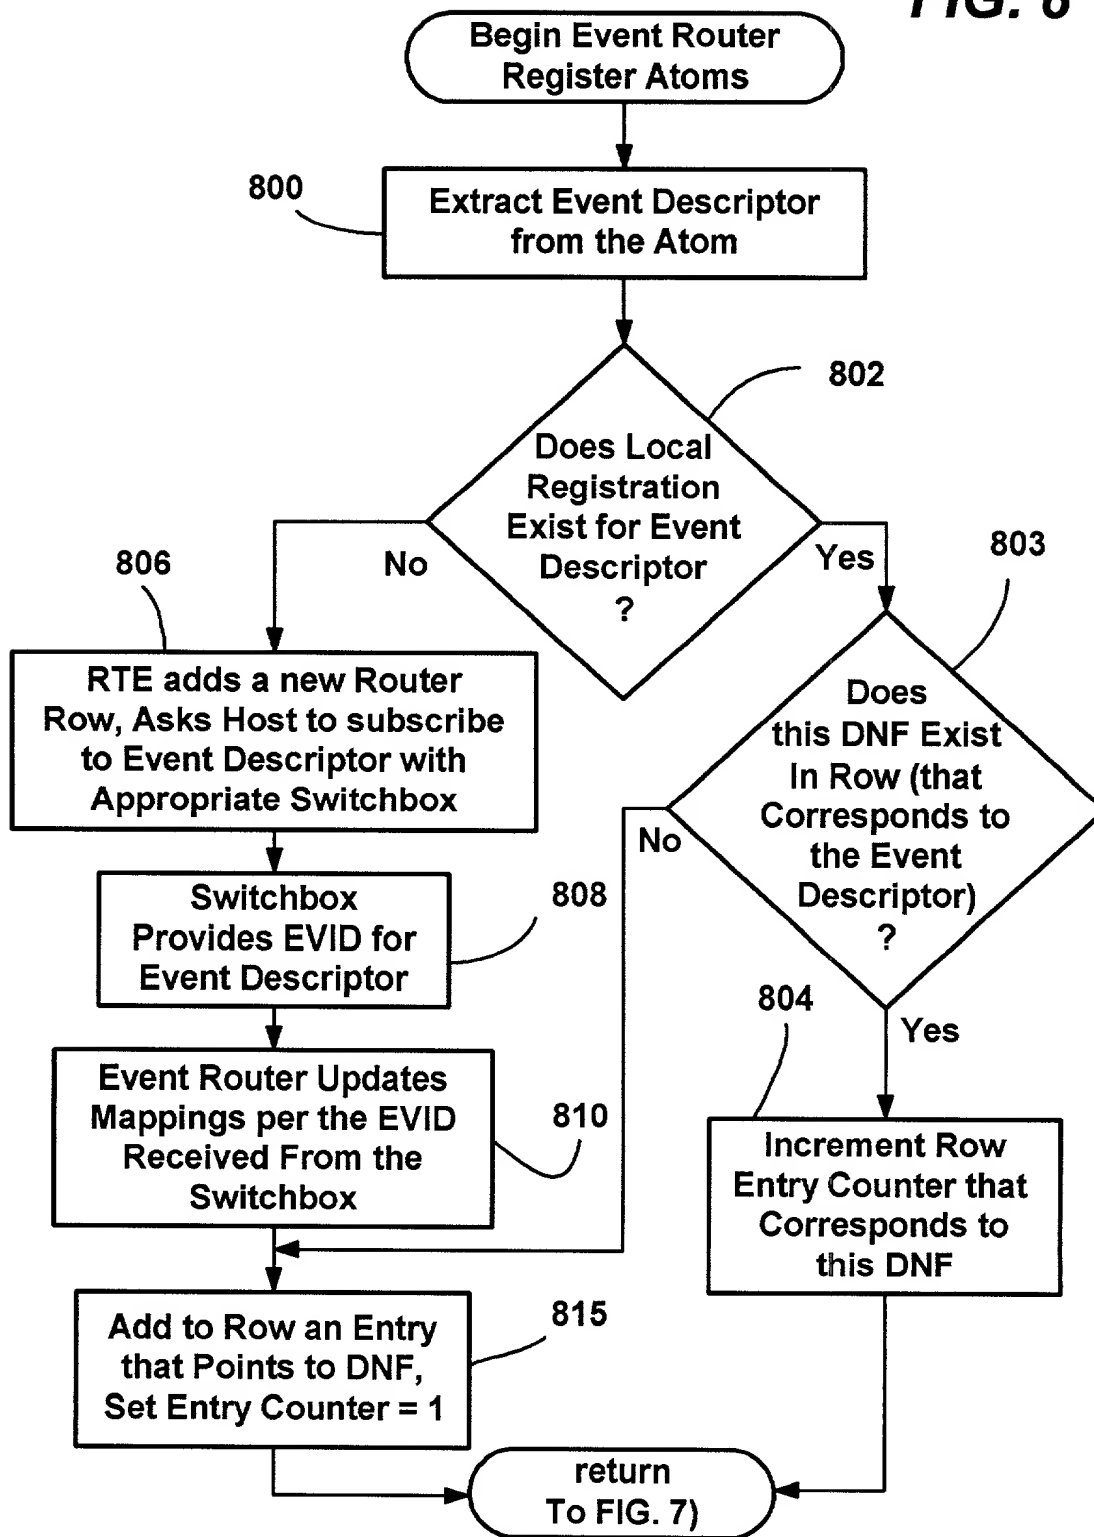 FIG. 8
Begin Event Router
Register Atoms
800
Extract Event Descriptor
from the Atom
802
Does Local
Registration
Exist for Event
Descriptor
?
No
Yes
803
806
RTE adds a new Router
Row, Asks Host to subscribe
to Event Descriptor with
Appropriate Switchbox
Does
this DNF Exist
In Row (that
Corresponds to
the Event
Descriptor)
?
No
Yes
808
Switchbox
Provides EVID for
Event Descriptor
804
810
Event Router Updates
Mappings per the EVID
Received From the
Switchbox
Increment Row
Entry Counter that
Corresponds to
this DNF
815
Add to Row an Entry
that Points to DNF,
Set Entry Counter = 1
return
To FIG. 7)